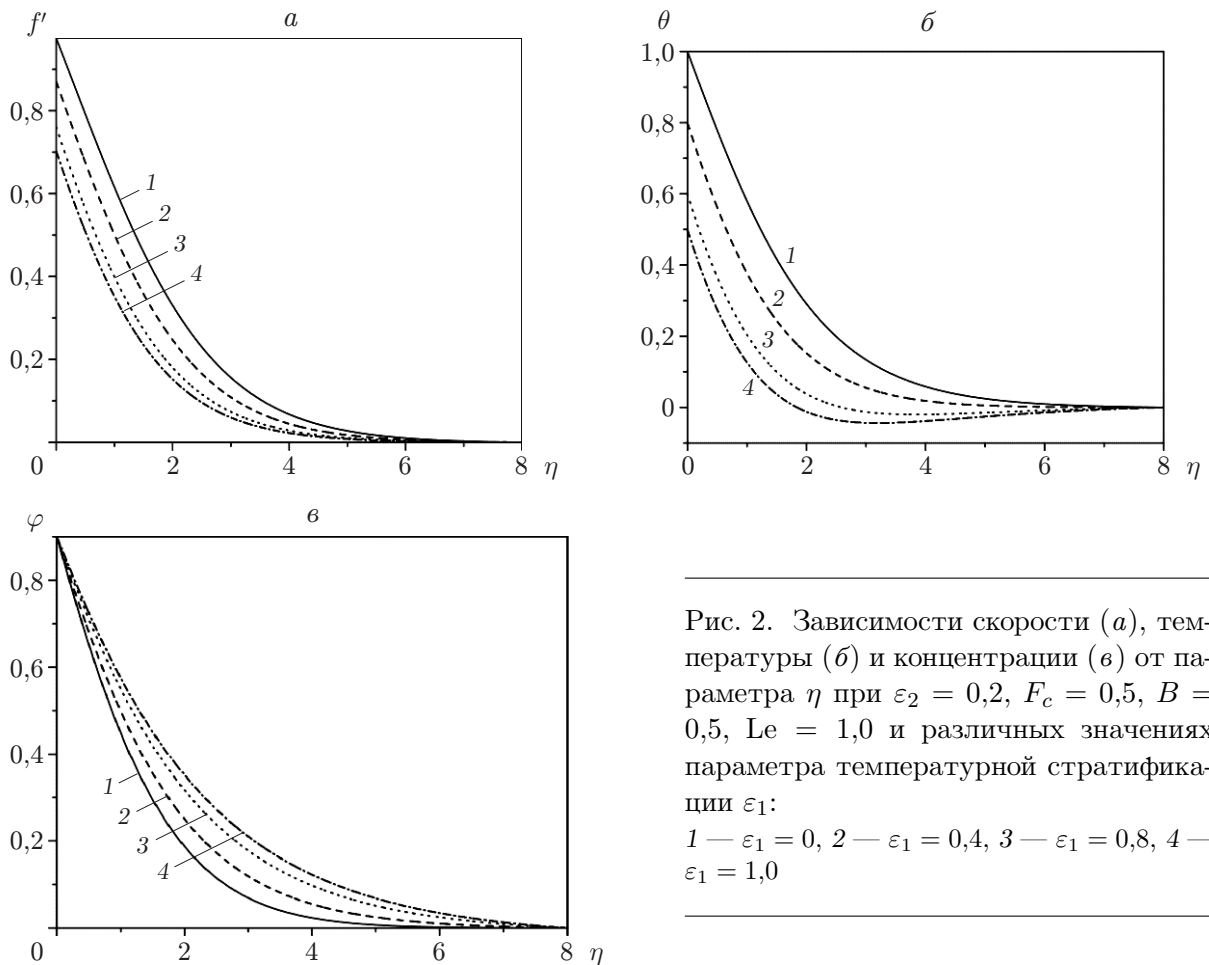 f′
а
0,8
0,6
0,4
0,2
0
2
4
6
8
η
1
2
3
4
θ
б
1,0
0,8
0,6
0,4
0,2
0
0
2
4
6
8
η
1
2
3
4
φ
в
0,8
0,6
0,4
0,2
0
2
4
6
8
η
1
2
3
4
Рис. 2. Зависимости скорости (а), тем-
пературы (б) и концентрации (в) от па-
раметра η при ε₂ = 0,2, F_c = 0,5, B =
0,5, Le = 1,0 и различных значениях
параметра температурной стратифика-
ции ε₁:
1 — ε₁ = 0, 2 — ε₁ = 0,4, 3 — ε₁ = 0,8, 4 —
ε₁ = 1,0